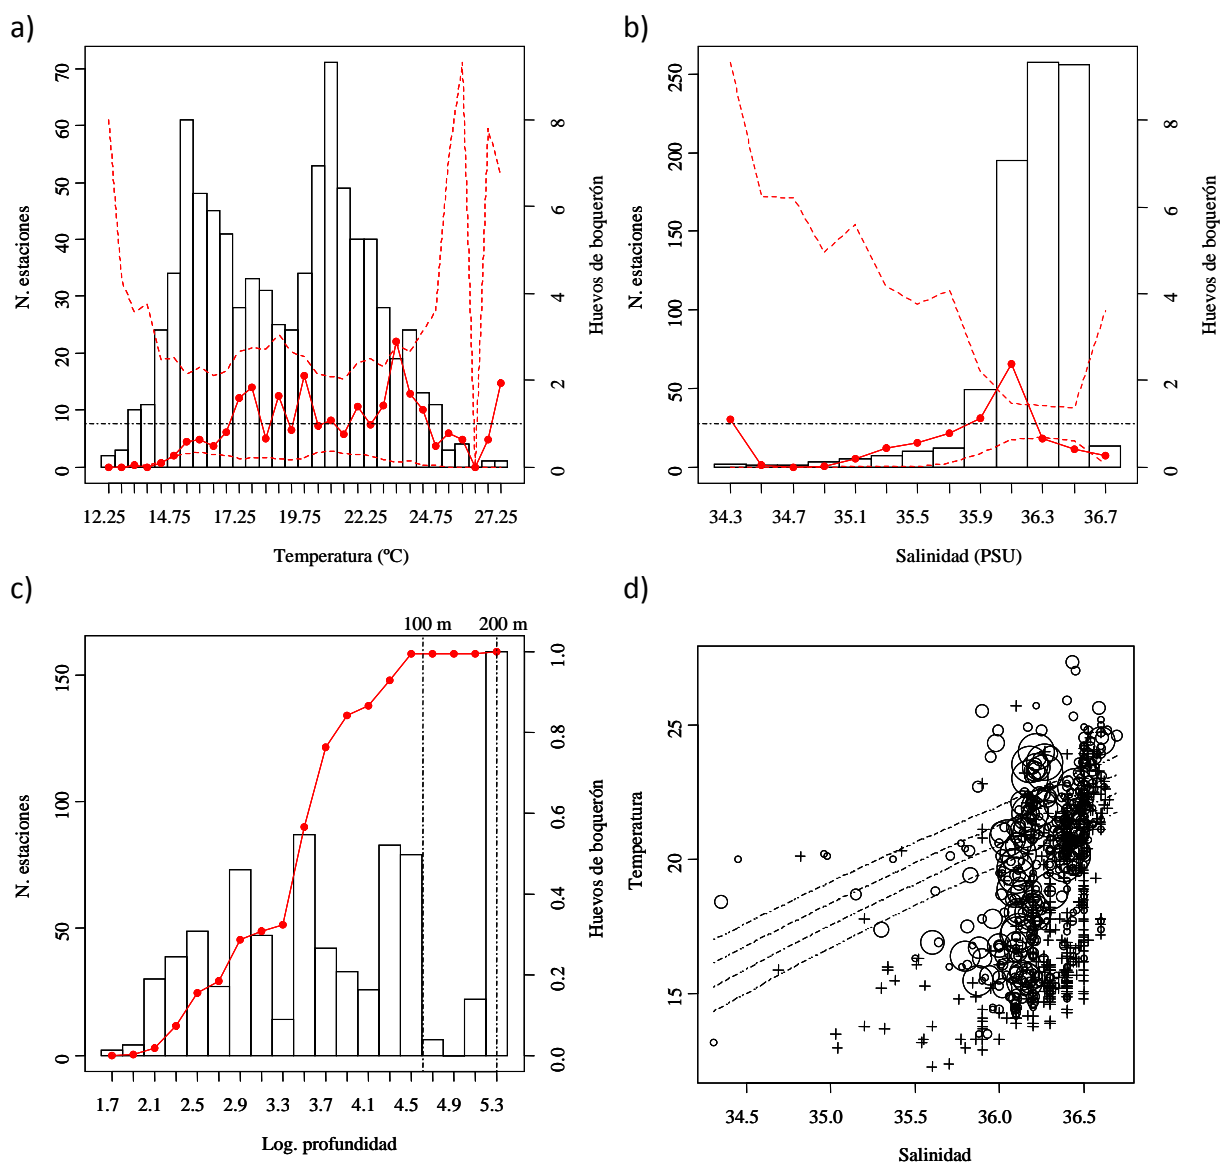 a)
N. estaciones
0 10 20 30 40 50 60 70
0 2 4 6 8
Huevos de boquerón
12.25 14.75 17.25 19.75 22.25 24.75 27.25
Temperatura (ºC)
b)
N. estaciones
0 50 100 150 200 250
0 2 4 6 8
Huevos de boquerón
34.3 34.7 35.1 35.5 35.9 36.3 36.7
Salinidad (PSU)
c)
100 m 200 m
N. estaciones
0 50 100 150
0.0 0.2 0.4 0.6 0.8 1.0
Huevos de boquerón
1.7 2.1 2.5 2.9 3.3 3.7 4.1 4.5 4.9 5.3
Log. profundidad
d)
Temperatura
15 20 25
34.5 35.0 35.5 36.0 36.5
Salinidad